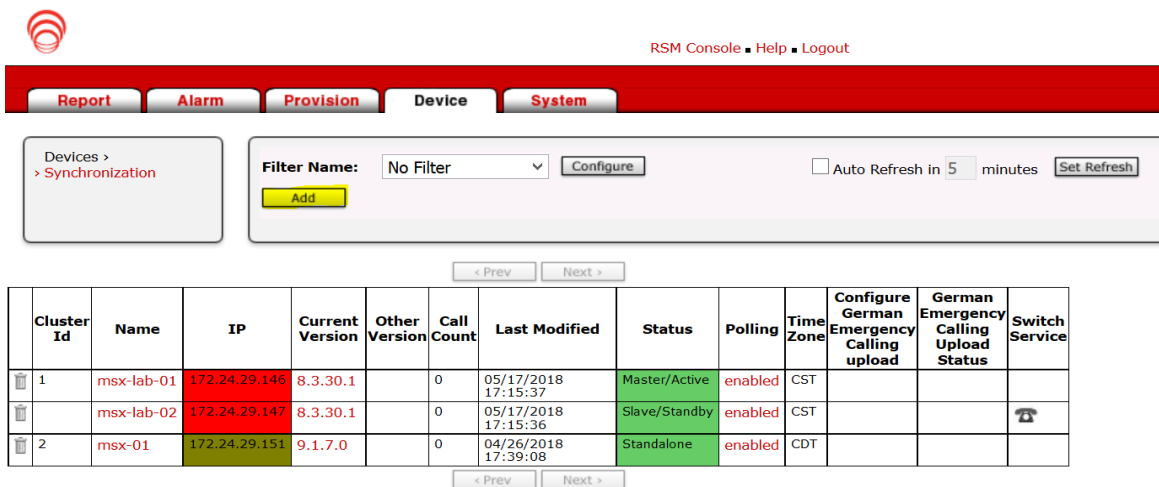 RSM Console ▪ Help ▪ Logout
Report Alarm Provision Device System
Devices ›
› Synchronization
Filter Name: No Filter Configure Auto Refresh in 5 minutes Set Refresh
Add
‹ Prev Next ›
Cluster Id Name IP Current Version Other Version Call Count Last Modified Status Polling Time Zone Configure German Emergency Calling upload German Emergency Calling Upload Status Switch Service
1 msx-lab-01 172.24.29.146 8.3.30.1 0 05/17/2018 17:15:37 Master/Active enabled CST
msx-lab-02 172.24.29.147 8.3.30.1 0 05/17/2018 17:15:36 Slave/Standby enabled CST
2 msx-01 172.24.29.151 9.1.7.0 0 04/26/2018 17:39:08 Standalone enabled CDT
‹ Prev Next ›